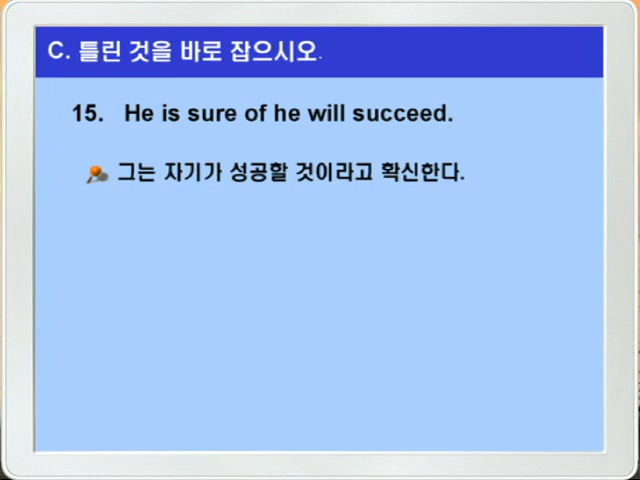 C. 틀린 것을 바로 잡으시오.
15. He is sure of he will succeed.
그는 자기가 성공할 것이라고 확신한다.